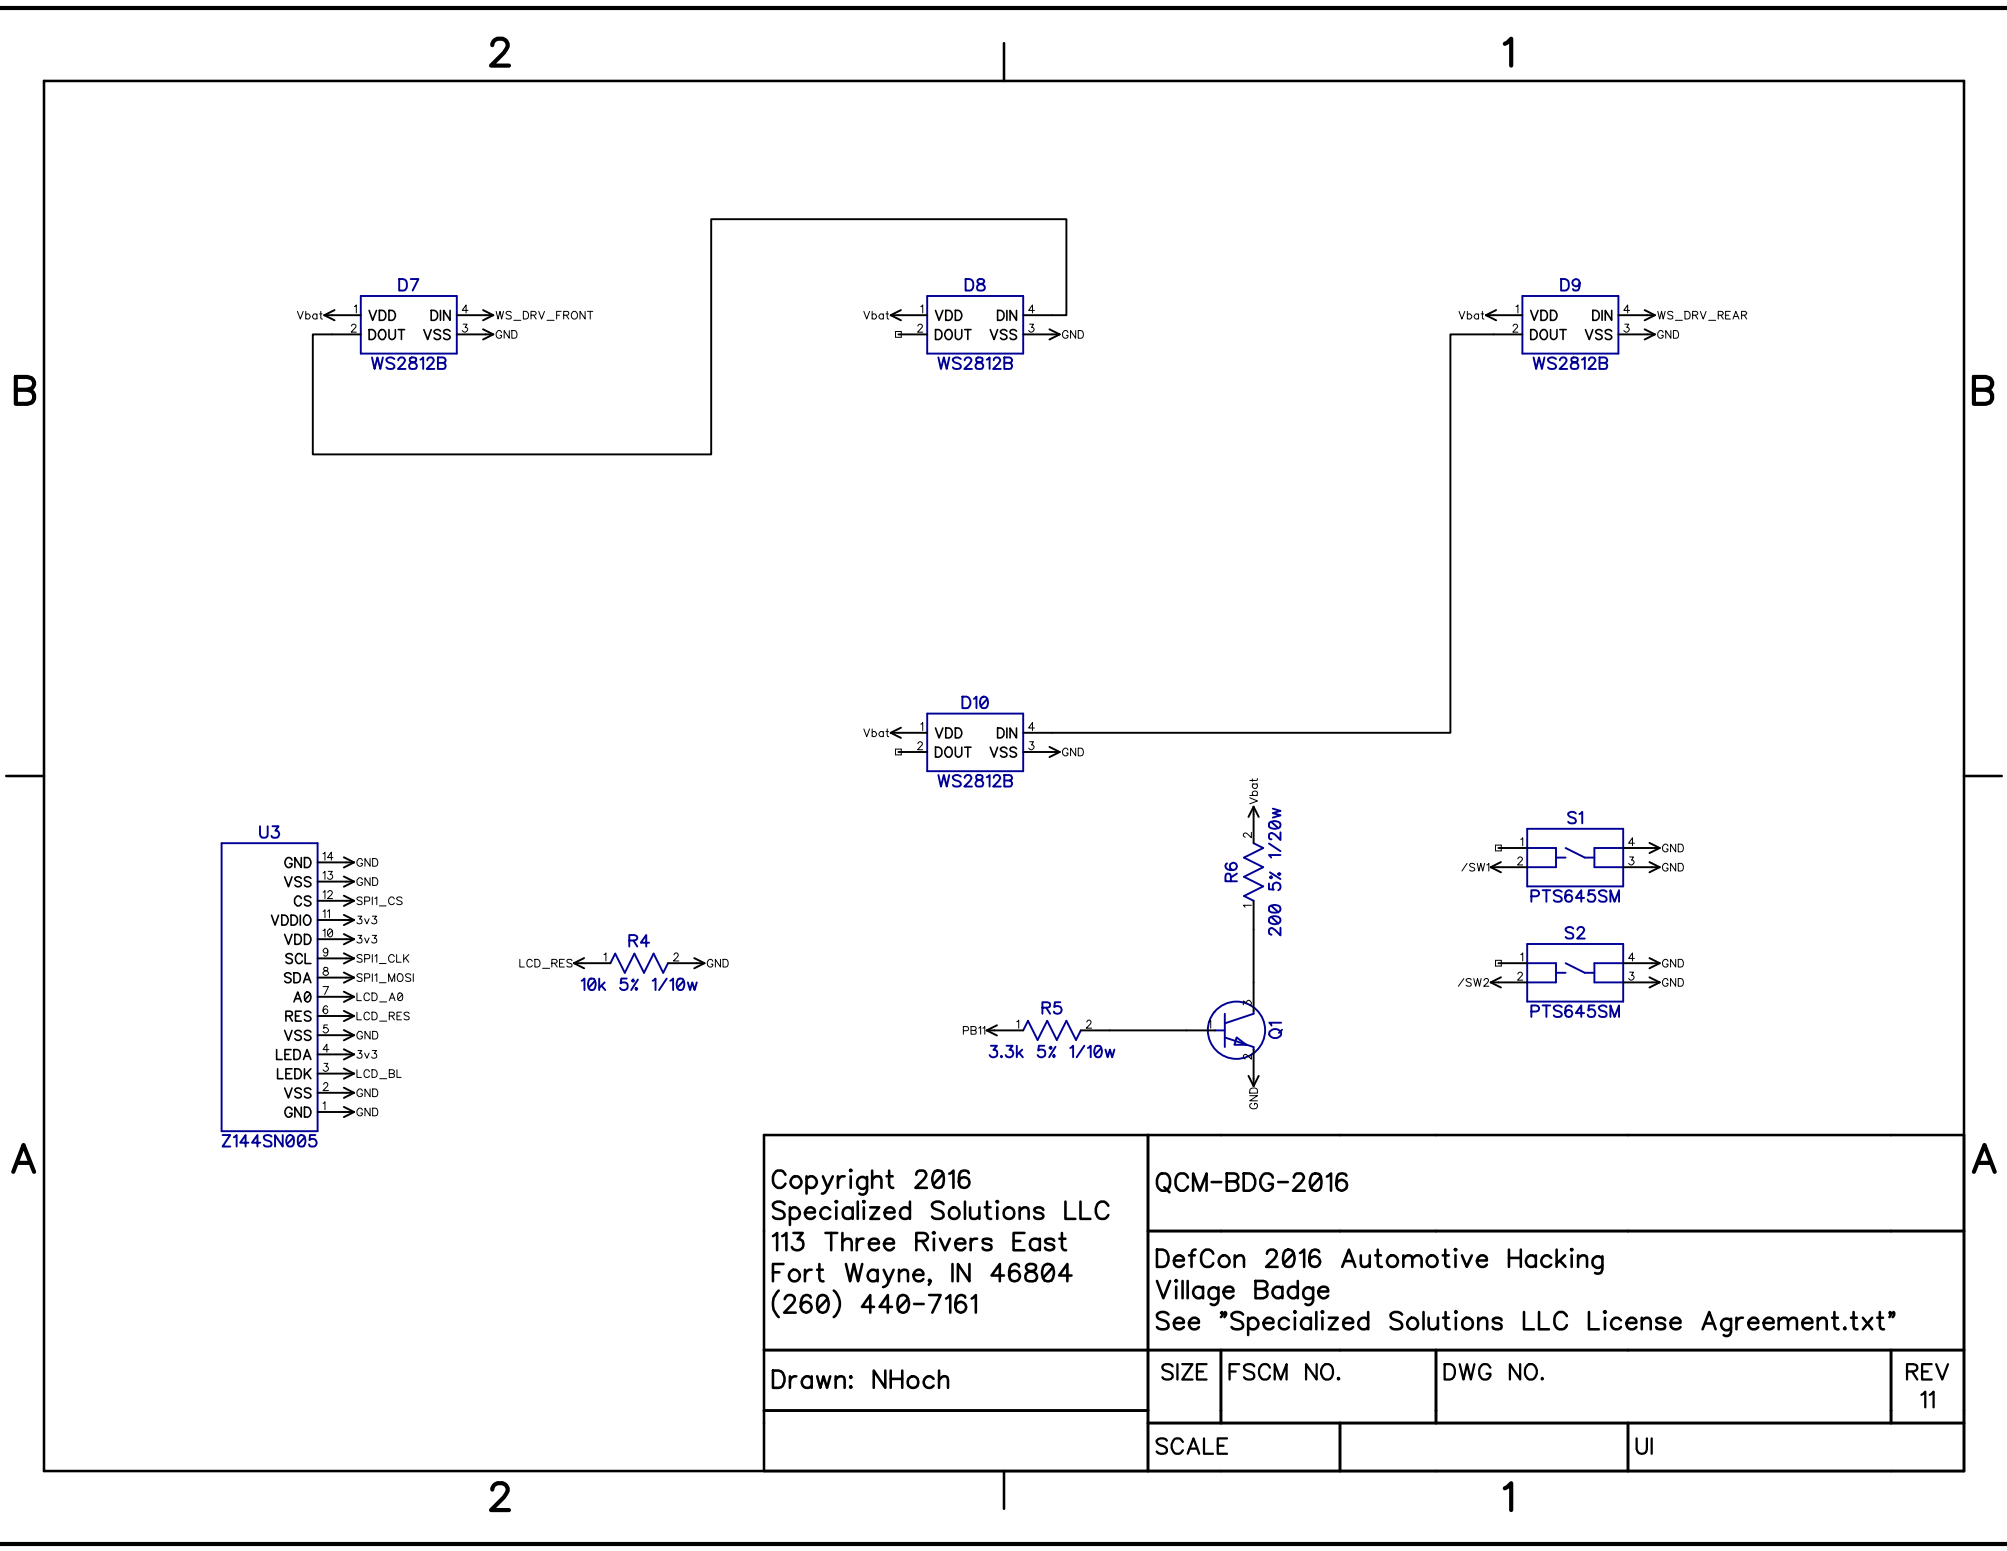 2 1
D7
Vbat 1 VDD DIN 4 WS_DRV_FRONT
2 DOUT VSS 3 GND
WS2812B
D8
Vbat 1 VDD DIN 4
2 DOUT VSS 3 GND
WS2812B
D9
Vbat 1 VDD DIN 4 WS_DRV_REAR
2 DOUT VSS 3 GND
WS2812B
B B
D10
Vbat 1 VDD DIN 4
2 DOUT VSS 3 GND
WS2812B
U3
GND 14 GND
VSS 13 GND
CS 12 SPI1_CS
VDDIO 11 3v3
VDD 10 3v3
SCL 9 SPI1_CLK
SDA 8 SPI1_MOSI
A0 7 LCD_A0
RES 6 LCD_RES
VSS 5 GND
LEDA 4 3v3
LEDK 3 LCD_BL
VSS 2 GND
GND 1 GND
Z144SN005
R4
LCD_RES 1 2 GND
10k 5% 1/10w
Vbat
2
R6
200 5% 1/20w
1
R5
PB11 1 2
3.3k 5% 1/10w
3
1
Q1
2
GND
S1
1 4 GND
/SW1 2 3 GND
PTS645SM
S2
1 4 GND
/SW2 2 3 GND
PTS645SM
A A
Copyright 2016
Specialized Solutions LLC
113 Three Rivers East
Fort Wayne, IN 46804
(260) 440-7161
Drawn: NHoch
QCM-BDG-2016
DefCon 2016 Automotive Hacking
Village Badge
See "Specialized Solutions LLC License Agreement.txt"
SIZE FSCM NO. DWG NO. REV
11
SCALE UI
2 1